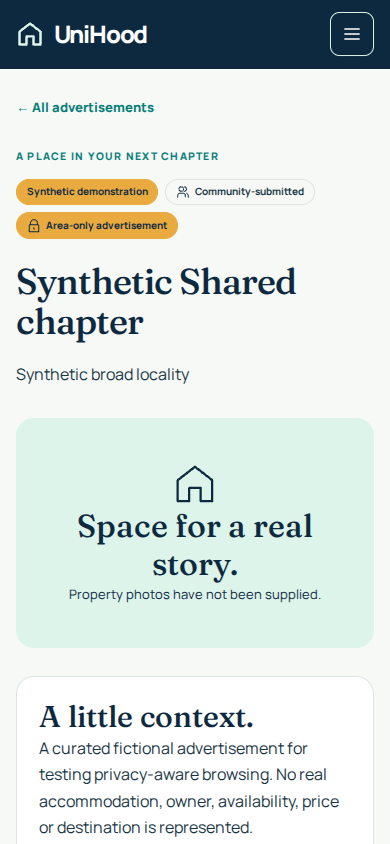 UniHood
← All advertisements
A PLACE IN YOUR NEXT CHAPTER
Synthetic demonstration
Community-submitted
Area-only advertisement
Synthetic Shared
chapter
Synthetic broad locality
Space for a real
story.
Property photos have not been supplied.
A little context.
A curated fictional advertisement for
testing privacy-aware browsing. No real
accommodation, owner, availability, price
or destination is represented.